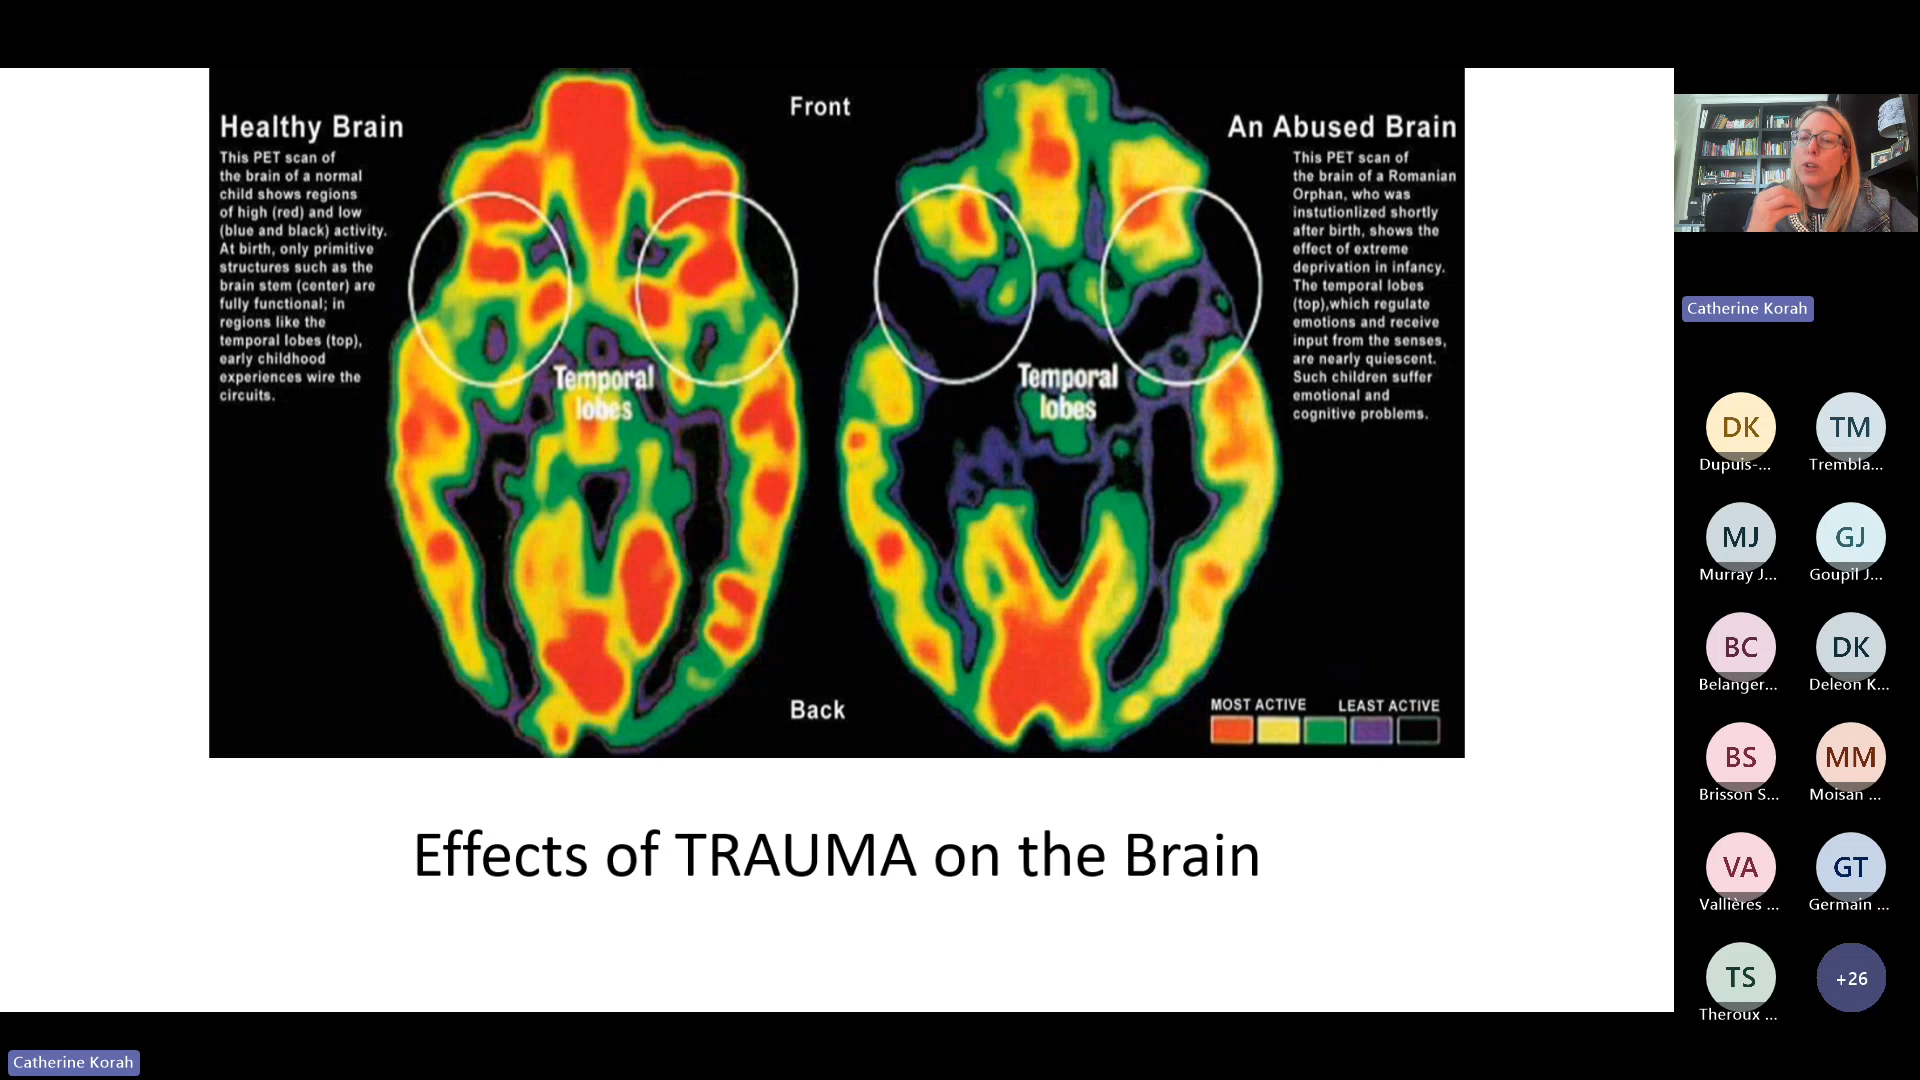 Front
Healthy Brain
This PET scan of
the brain of a normal
child shows regions
of high (red) and low
(blue and black) activity.
At birth, only primitive
structures such as the
brain stem (center) are
fully functional; in
regions like the
temporal lobes (top),
early childhood
experiences wire the
circuits.
An Abused Brain
This PET scan of
the brain of a Romanian
Orphan, who was
instutionlized shortly
after birth, shows the
effect of extreme
deprivation in infancy.
The temporal lobes
(top),which regulate
emotions and receive
input from the senses,
are nearly quiescent.
Such children suffer
emotional and
cognitive problems.
Temporal
lobes
Temporal
lobes
Back
MOST ACTIVE LEAST ACTIVE
Effects of TRAUMA on the Brain
Catherine Korah
DK
Dupuis-...
TM
Trembla...
MJ
Murray J...
GJ
Goupil J...
BC
Belanger...
DK
Deleon K...
BS
Brisson S...
MM
Moisan ...
VA
Vallières ...
GT
Germain ...
TS
Theroux ...
+26
Catherine Korah